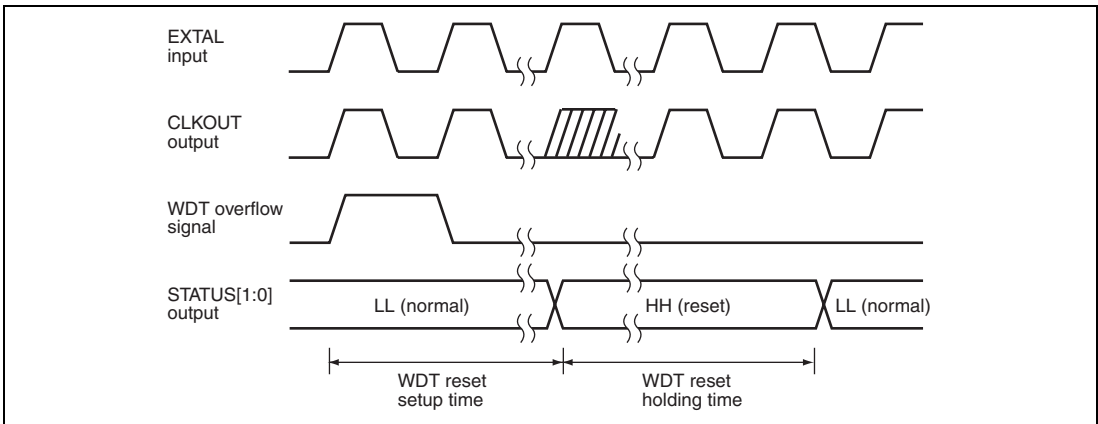 EXTAL
input
CLKOUT
output
WDT overflow
signal
STATUS[1:0]
output
LL (normal)
HH (reset)
LL (normal)
WDT reset
setup time
WDT reset
holding time